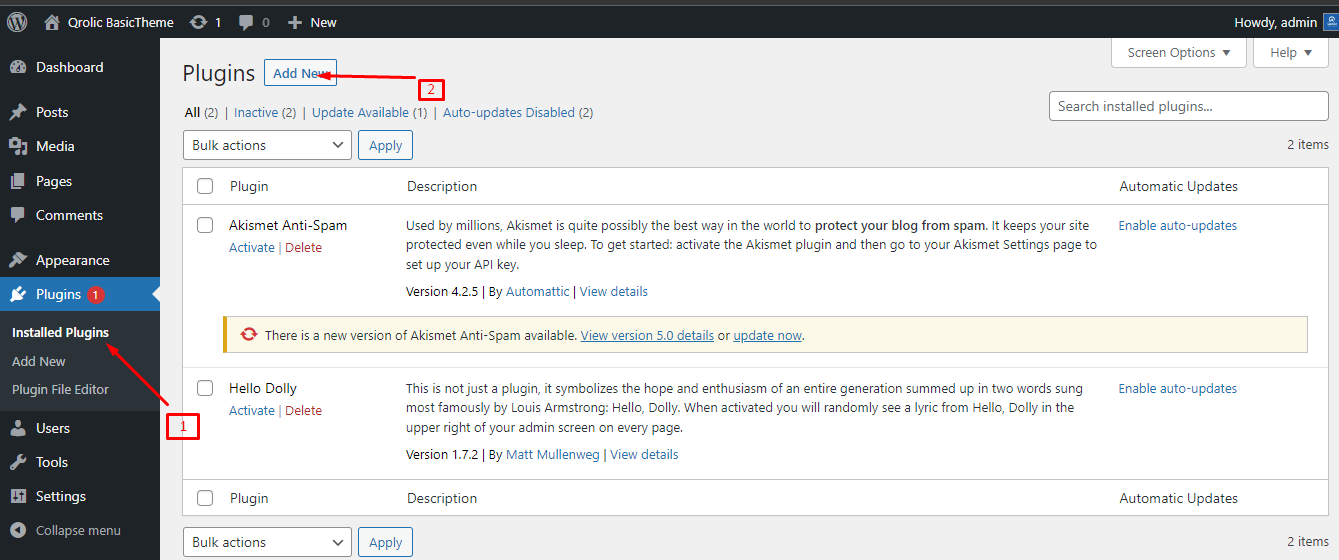 Qrolic BasicTheme 1 0 New Howdy, admin
Dashboard
Posts
Media
Pages
Comments
Appearance
Plugins 1
Installed Plugins
Add New
Plugin File Editor
Users
Tools
Settings
Collapse menu
1
Screen Options Help
Plugins Add New
2
All (2) | Inactive (2) | Update Available (1) | Auto-updates Disabled (2)
Search installed plugins...
Bulk actions Apply
2 items
Plugin Description Automatic Updates
Akismet Anti-Spam
Activate | Delete
Used by millions, Akismet is quite possibly the best way in the world to protect your blog from spam. It keeps your site
protected even while you sleep. To get started: activate the Akismet plugin and then go to your Akismet Settings page to
set up your API key.
Version 4.2.5 | By Automattic | View details
Enable auto-updates
There is a new version of Akismet Anti-Spam available. View version 5.0 details or update now.
Hello Dolly
Activate | Delete
This is not just a plugin, it symbolizes the hope and enthusiasm of an entire generation summed up in two words sung
most famously by Louis Armstrong: Hello, Dolly. When activated you will randomly see a lyric from Hello, Dolly in the
upper right of your admin screen on every page.
Version 1.7.2 | By Matt Mullenweg | View details
Enable auto-updates
Plugin Description Automatic Updates
Bulk actions Apply
2 items